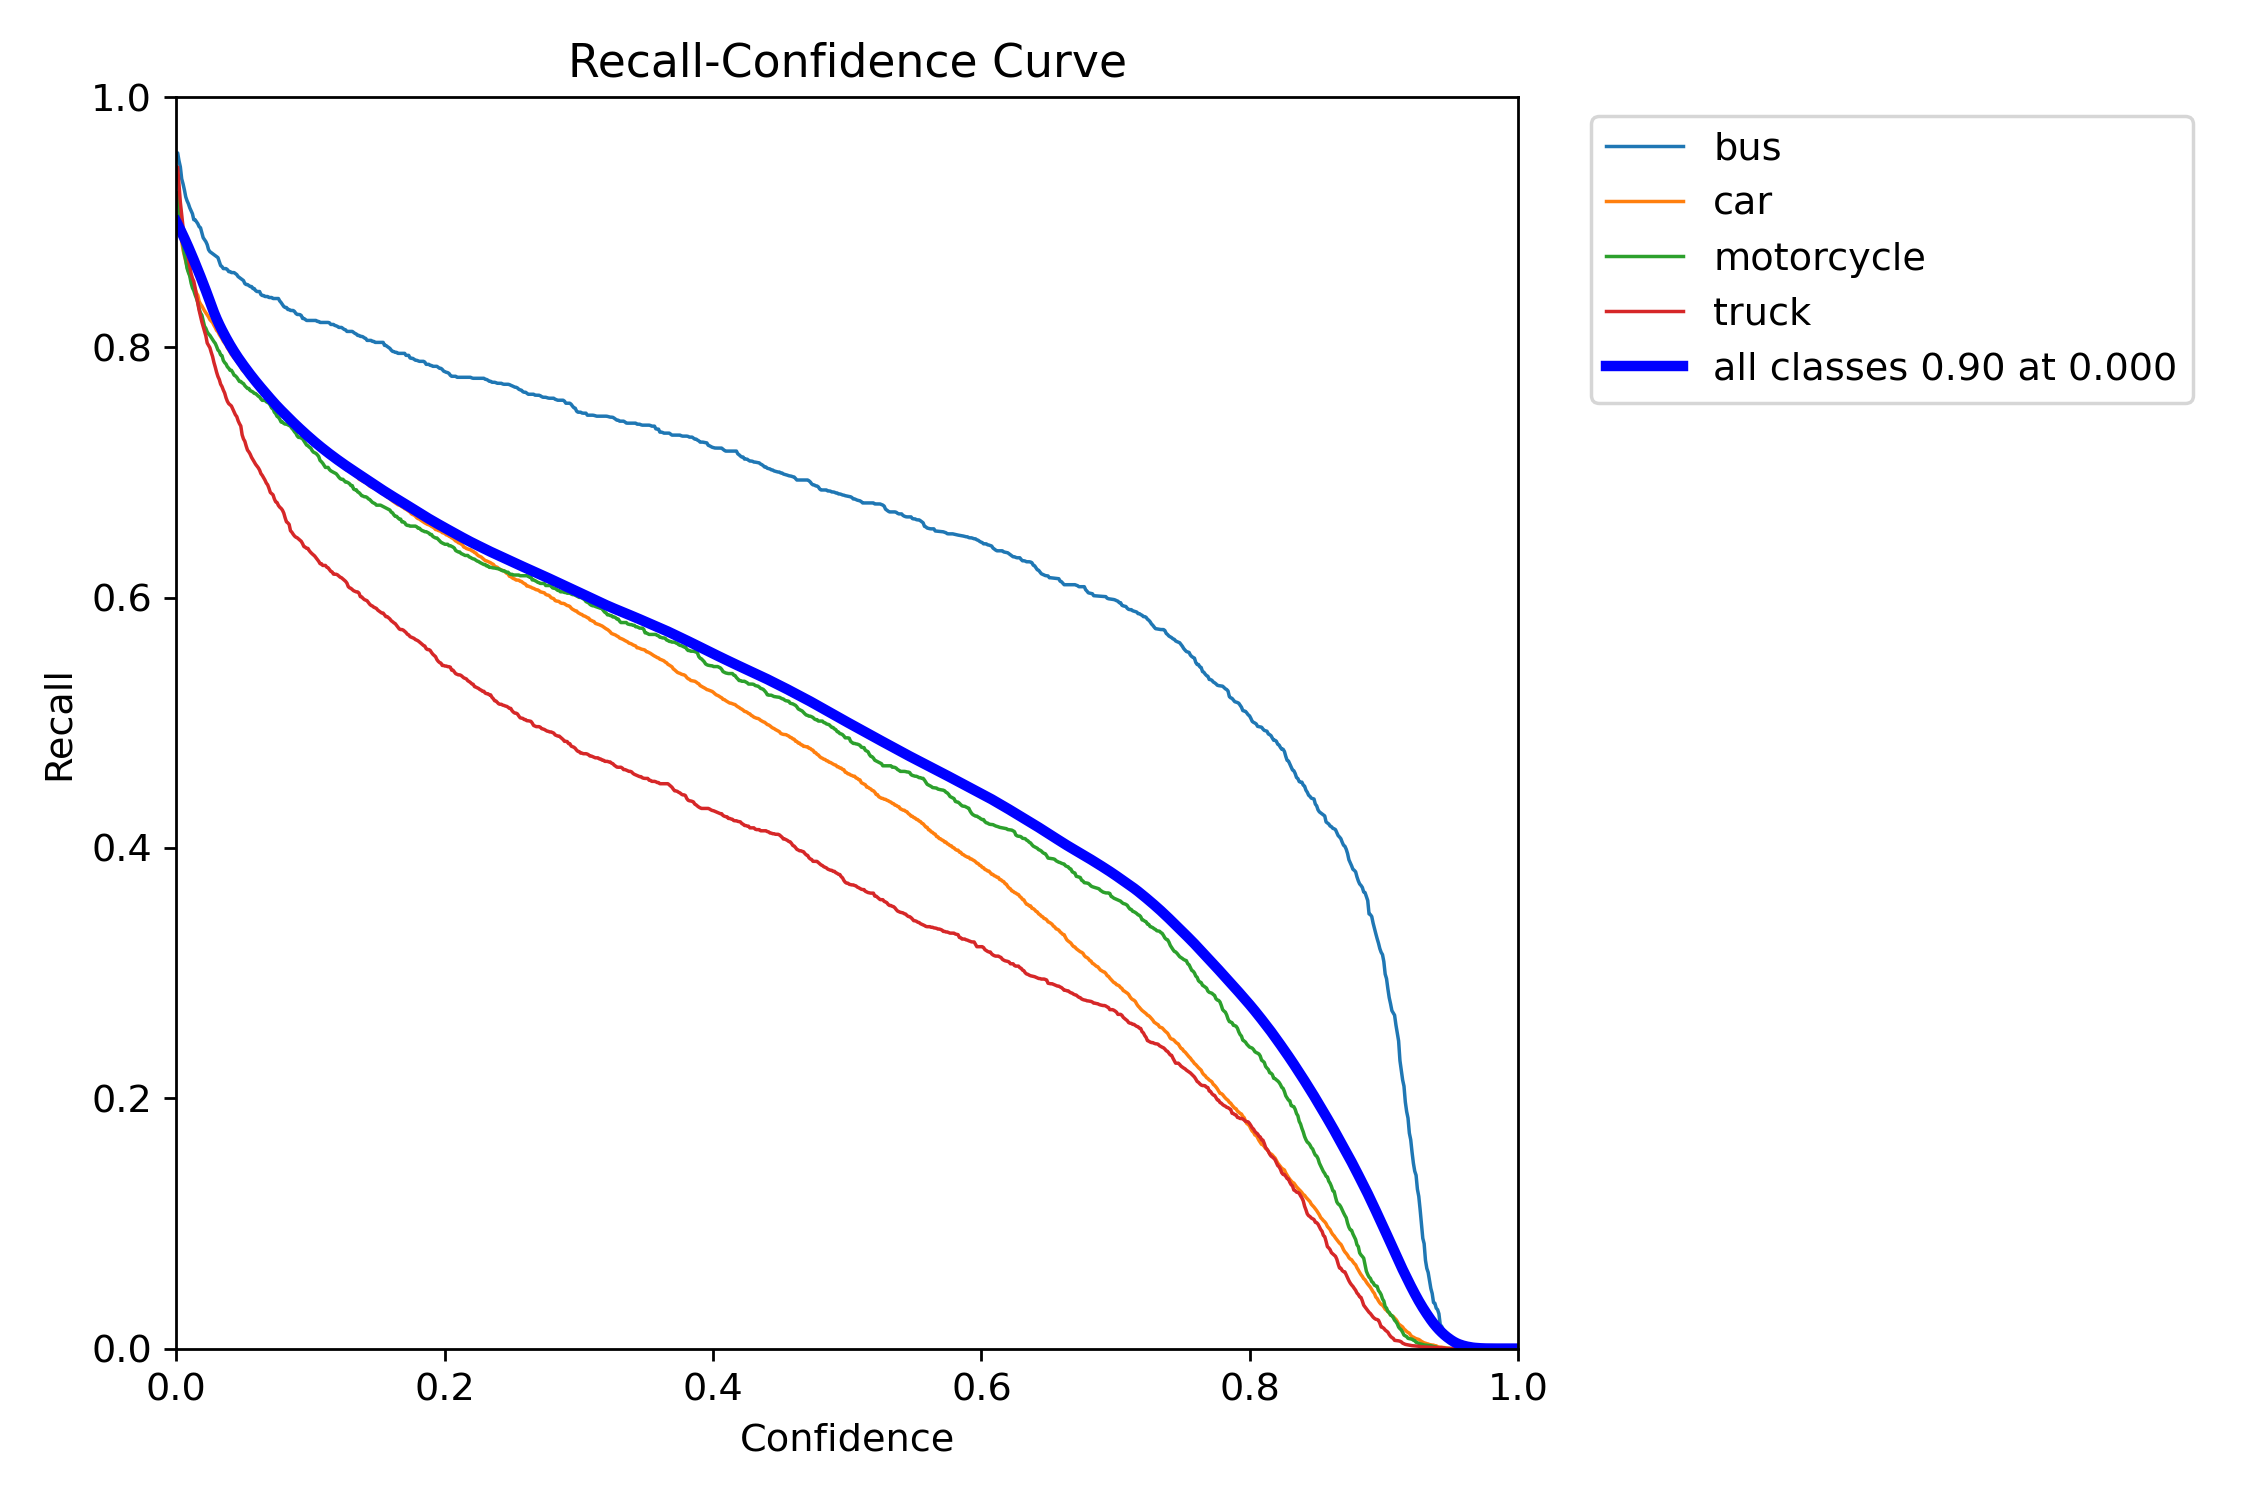 Recall-Confidence Curve
1.0
0.8
0.6
0.4
0.2
0.0
Recall
0.0 0.2 0.4 0.6 0.8 1.0
Confidence
bus
car
motorcycle
truck
all classes 0.90 at 0.000